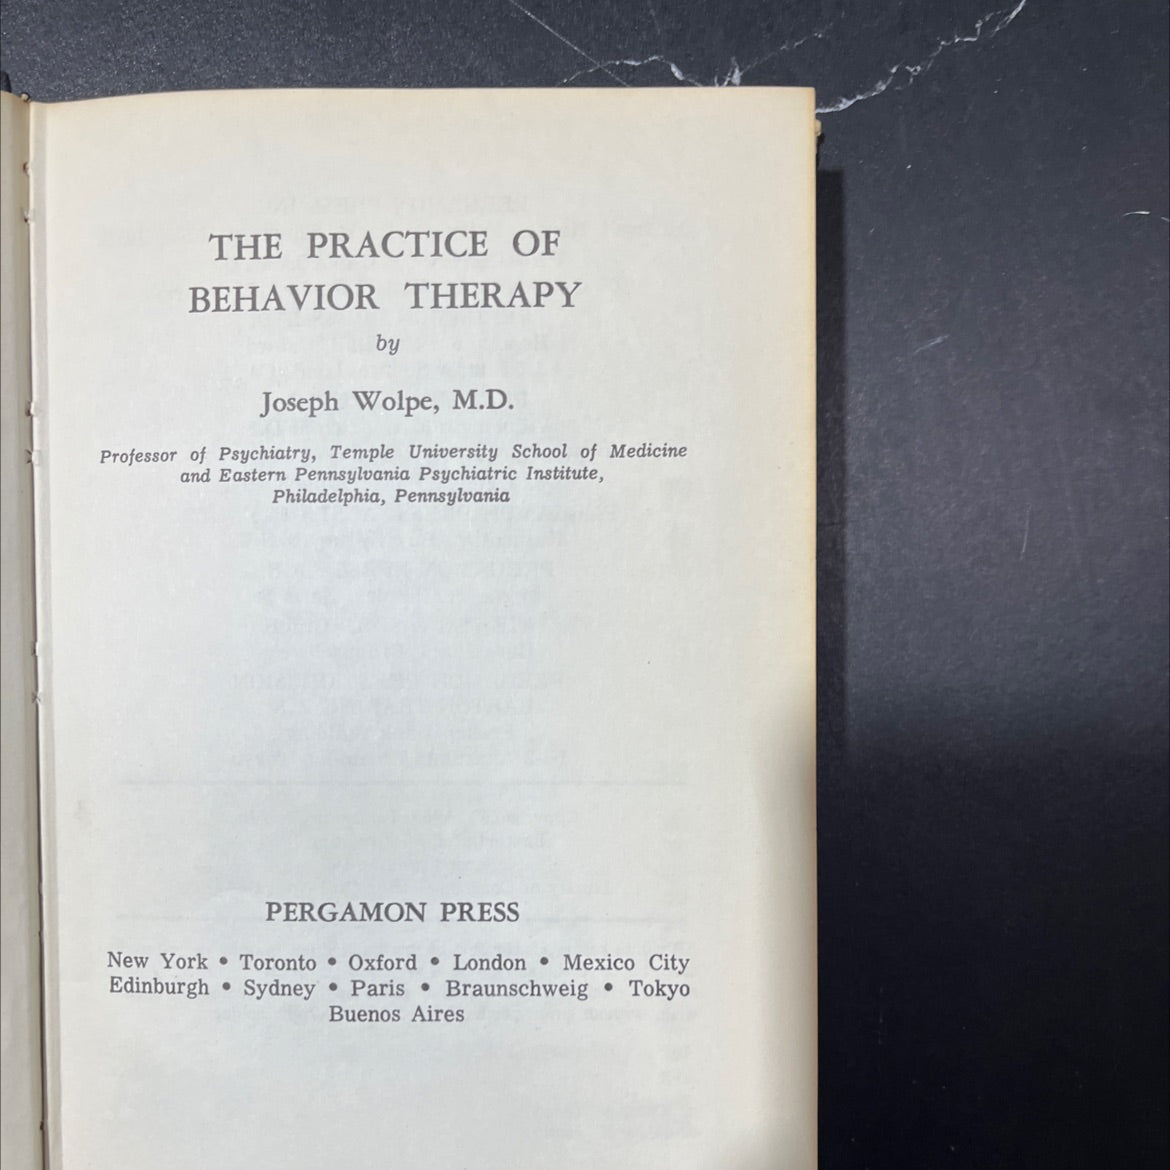 THE PRACTICE OF
BEHAVIOR THERAPY
by
Joseph Wolpe, M.D.
Professor of Psychiatry, Temple University School of Medicine
and Eastern Pennsylvania Psychiatric Institute,
Philadelphia, Pennsylvania
PERGAMON PRESS
New York • Toronto • Oxford • London • Mexico City
Edinburgh • Sydney • Paris • Braunschweig • Tokyo
Buenos Aires